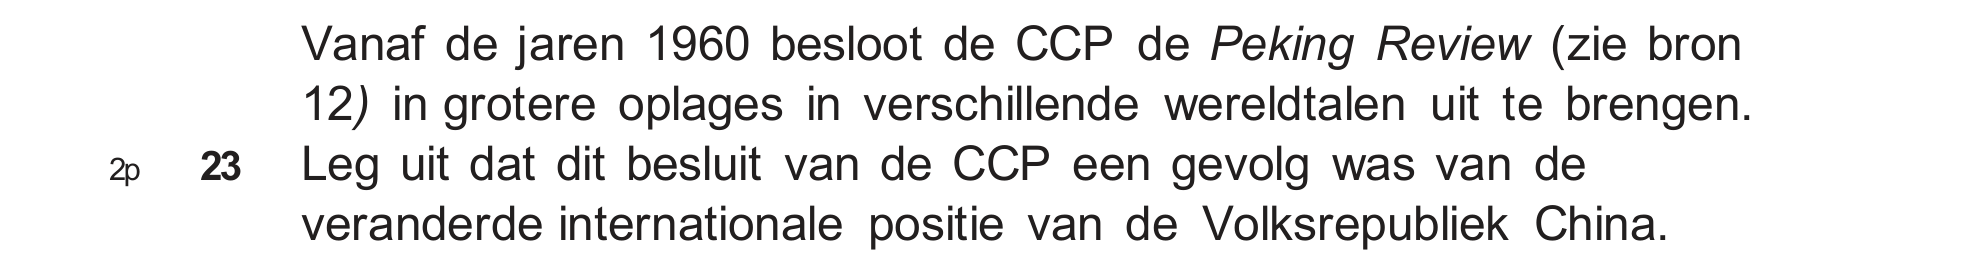 Vanaf de jaren 1960 besloot de CCP de Peking Review (zie bron
12) in grotere oplages in verschillende wereldtalen uit te brengen.
2p 23 Leg uit dat dit besluit van de CCP een gevolg was van de
veranderde internationale positie van de Volksrepubliek China.